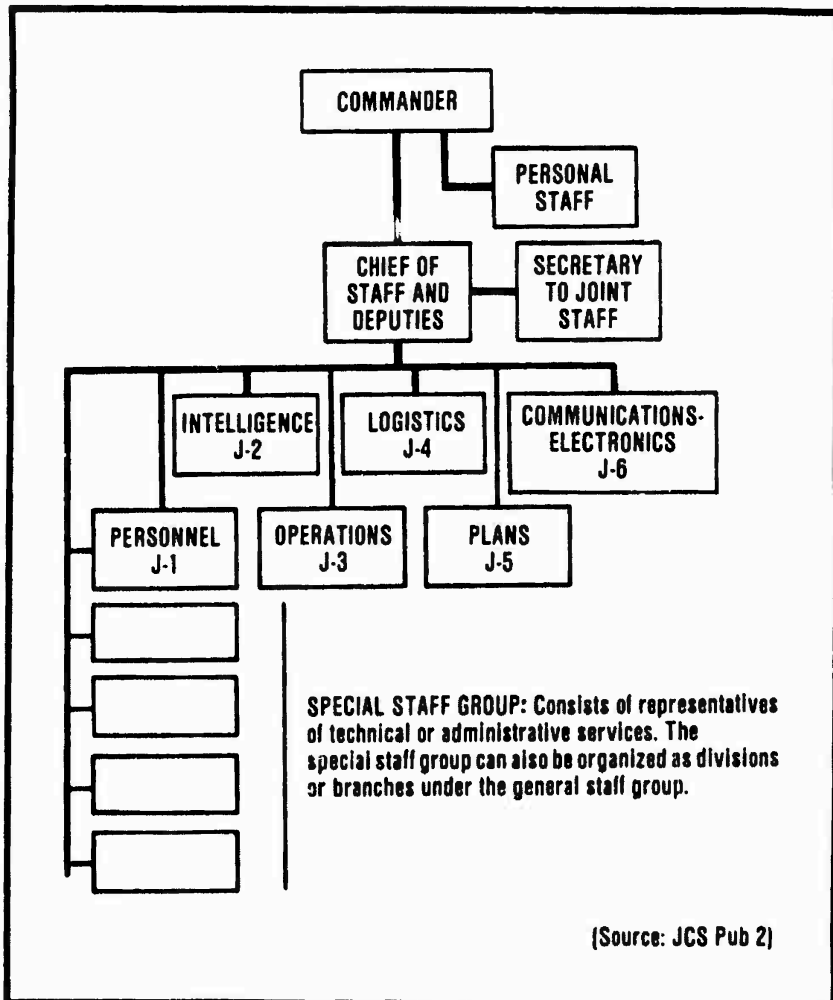 COMMANDER
PERSONAL
STAFF
CHIEF OF
STAFF AND
DEPUTIES
SECRETARY
TO JOINT
STAFF
INTELLIGENCE
J-2
LOGISTICS
J-4
COMMUNICATIONS-
ELECTRONICS
J-6
PERSONNEL
J-1
OPERATIONS
J-3
PLANS
J-5
SPECIAL STAFF GROUP: Consists of representatives
of technical or administrative services. The
special staff group can also be organized as divisions
or branches under the general staff group.
(Source: JCS Pub 2)